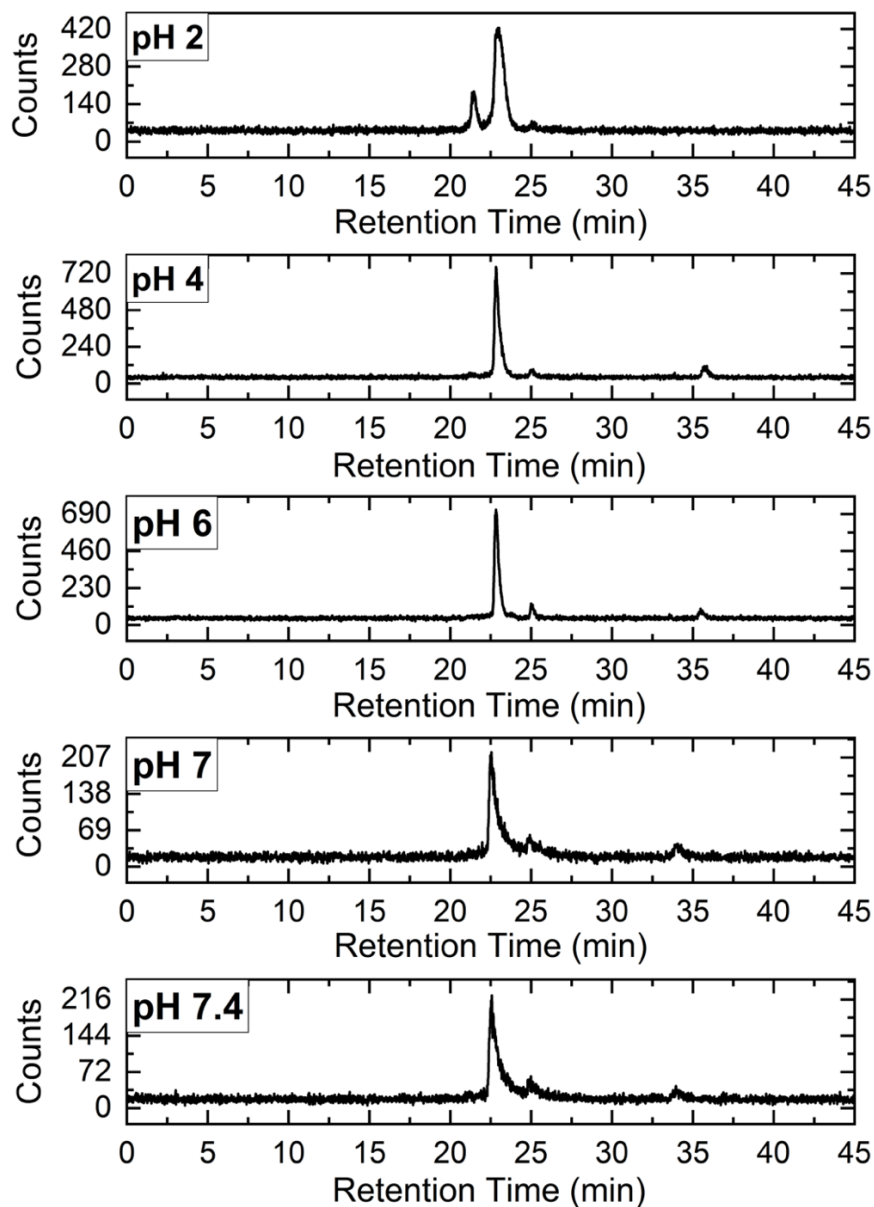 pH 2
Counts
420
280
140
0
0 5 10 15 20 25 30 35 40 45
Retention Time (min)
pH 4
Counts
720
480
240
0
0 5 10 15 20 25 30 35 40 45
Retention Time (min)
pH 6
Counts
690
460
230
0
0 5 10 15 20 25 30 35 40 45
Retention Time (min)
pH 7
Counts
207
138
69
0
0 5 10 15 20 25 30 35 40 45
Retention Time (min)
pH 7.4
Counts
216
144
72
0
0 5 10 15 20 25 30 35 40 45
Retention Time (min)